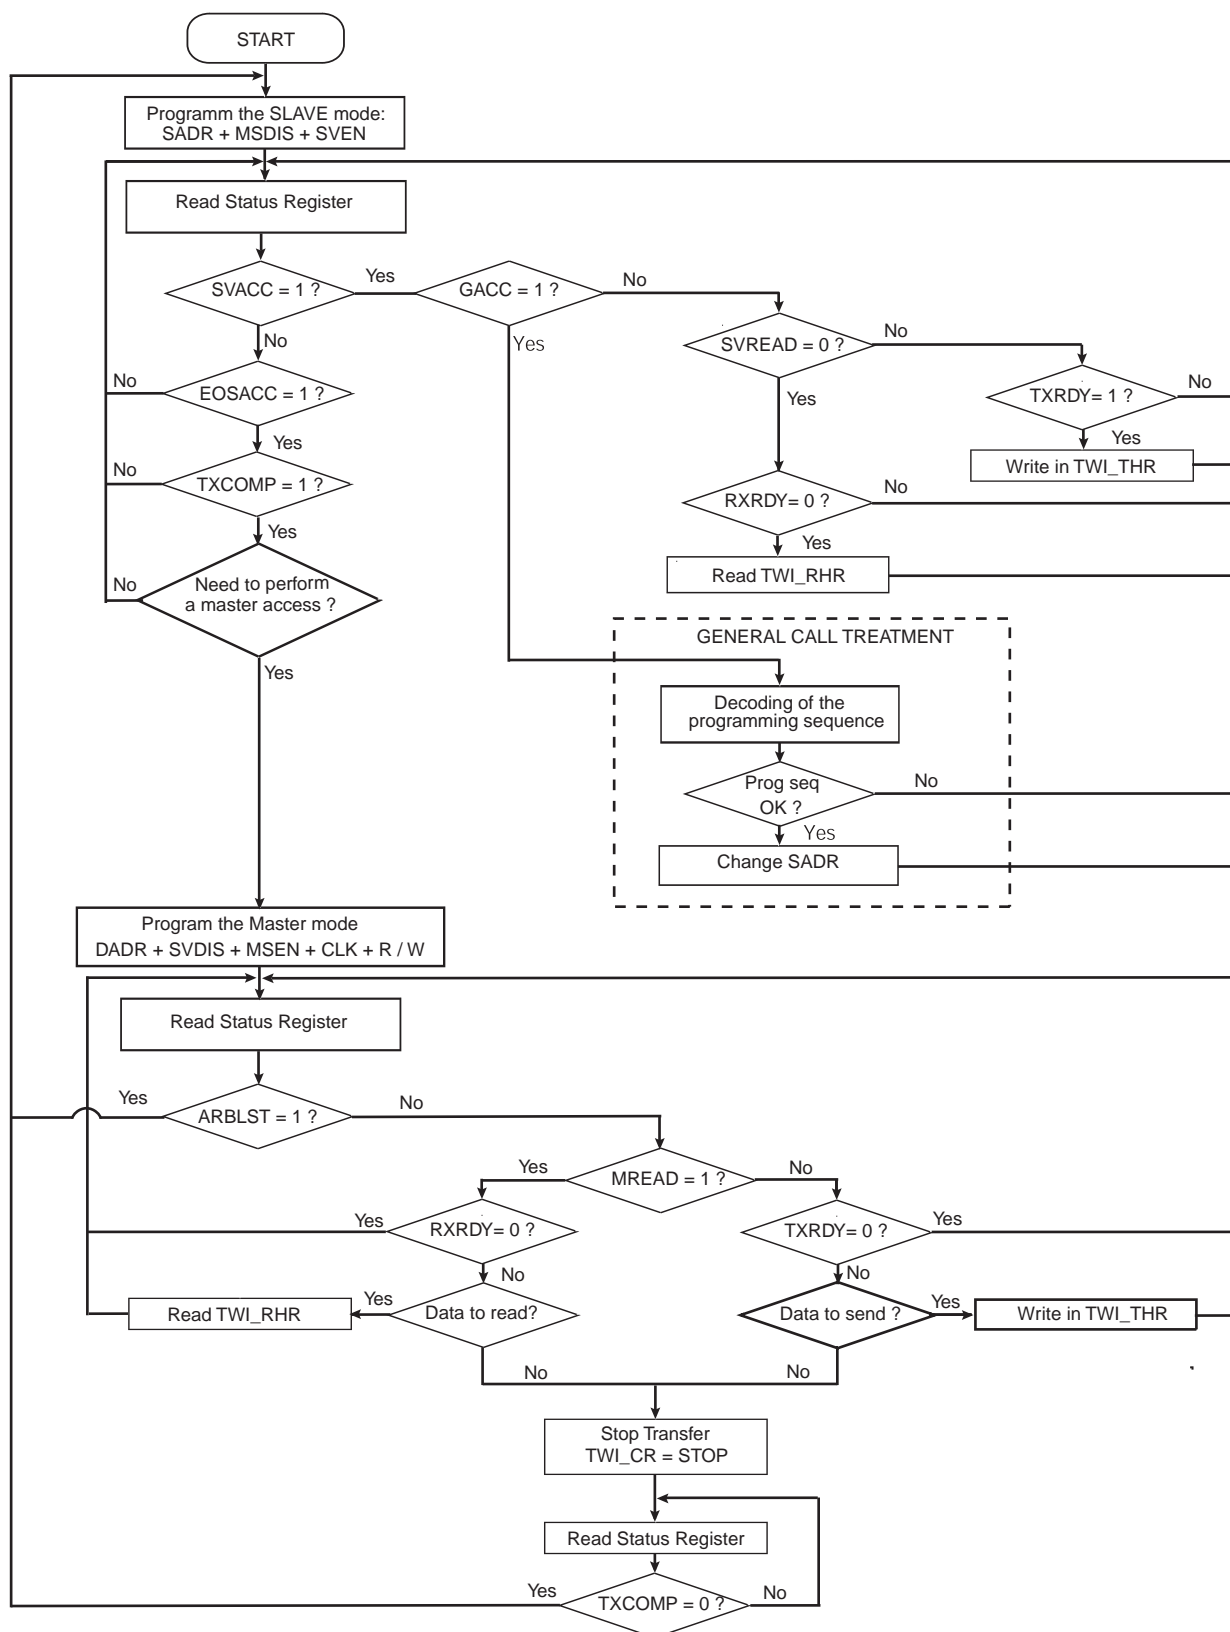 START
Programm the SLAVE mode:
SADR + MSDIS + SVEN
Read Status Register
SVACC = 1 ?
Yes
GACC = 1 ?
No
No
Yes
SVREAD = 0 ?
No
EOSACC = 1 ?
No
Yes
Yes
TXRDY= 1 ?
No
Yes
Write in TWI_THR
TXCOMP = 1 ?
No
Yes
RXRDY= 0 ?
No
Yes
Read TWI_RHR
Need to perform
a master access ?
No
Yes
GENERAL CALL TREATMENT
Decoding of the
programming sequence
Prog seq
OK ?
No
Yes
Change SADR
Program the Master mode
DADR + SVDIS + MSEN + CLK + R / W
Read Status Register
Yes
ARBLST = 1 ?
No
Yes
MREAD = 1 ?
No
Yes
RXRDY= 0 ?
TXRDY= 0 ?
Yes
No
No
Read TWI_RHR
Yes
Data to read?
Data to send ?
Yes
Write in TWI_THR
No
No
Stop Transfer
TWI_CR = STOP
Read Status Register
Yes
TXCOMP = 0 ?
No